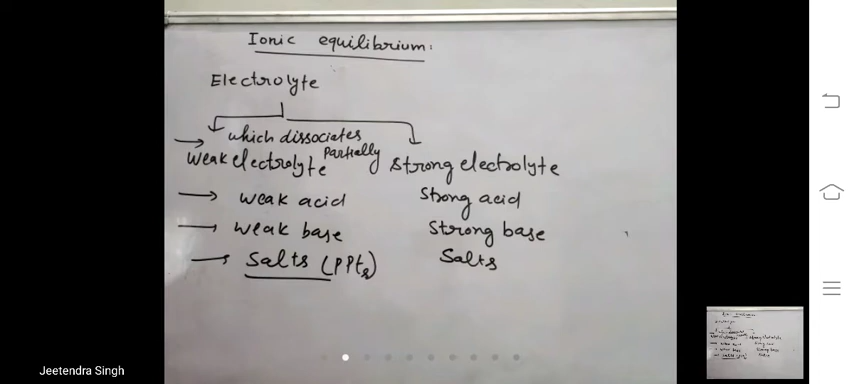 Ionic equilibrium:
Electrolyte
which dissociates
partially
Weak electrolyte
Strong electrolyte
weak acid
Strong acid
weak base
Strong base
Salts (PPts)
Salts
Jeetendra Singh